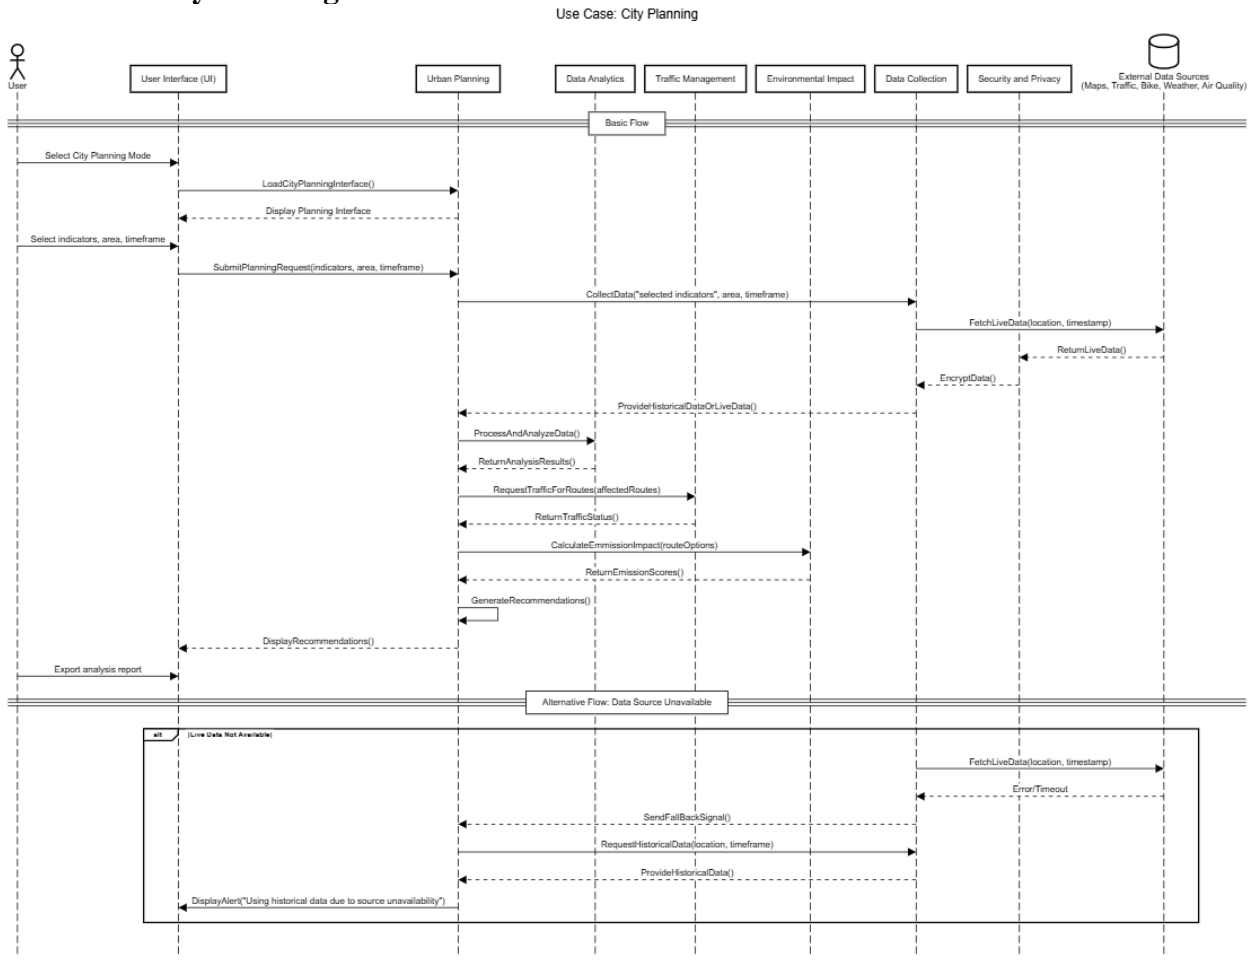 Use Case: City Planning
User
User Interface (UI)
Urban Planning
Data Analytics
Traffic Management
Environmental Impact
Data Collection
Security and Privacy
External Data Sources
(Maps, Traffic, Bike, Weather, Air Quality)
Basic Flow
Select City Planning Mode
LoadCityPlanningInterface()
Display Planning Interface
Select indicators, area, timeframe
SubmitPlanningRequest(indicators, area, timeframe)
CollectData("selected indicators", area, timeframe)
FetchLiveData(location, timestamp)
ReturnLiveData()
EncryptData()
ProvideHistoricalDataOrLiveData()
ProcessAndAnalyzeData()
ReturnAnalysisResults()
RequestTrafficForRoutes(affectedRoutes)
ReturnTrafficStatus()
CalculateEmmissionImpact(routeOptions)
ReturnEmissionScores()
GenerateRecommendations()
DisplayRecommendations()
Export analysis report
Alternative Flow: Data Source Unavailable
alt
[Live Data Not Available]
FetchLiveData(location, timestamp)
Error/Timeout
SendFallBackSignal()
RequestHistoricalData(location, timeframe)
ProvideHistoricalData()
DisplayAlert("Using historical data due to source unavailability")